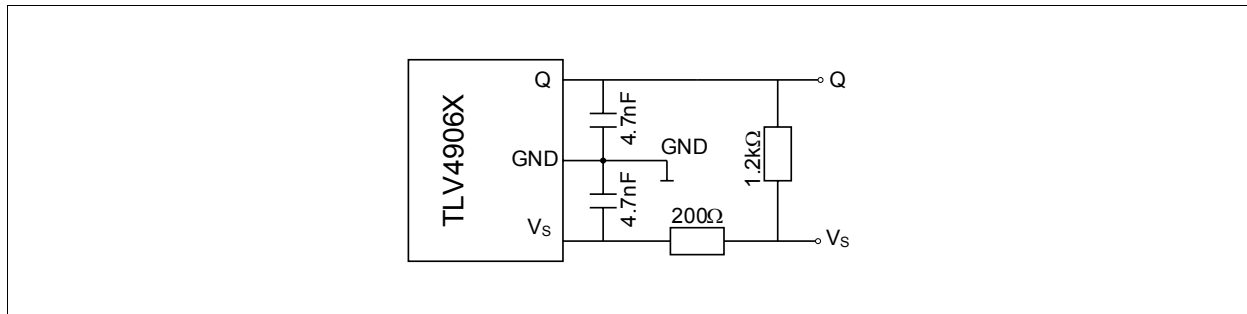 TLV4906X
Q
GND
VS
4.7nF
4.7nF
GND
200Ω
1.2kΩ
Q
VS